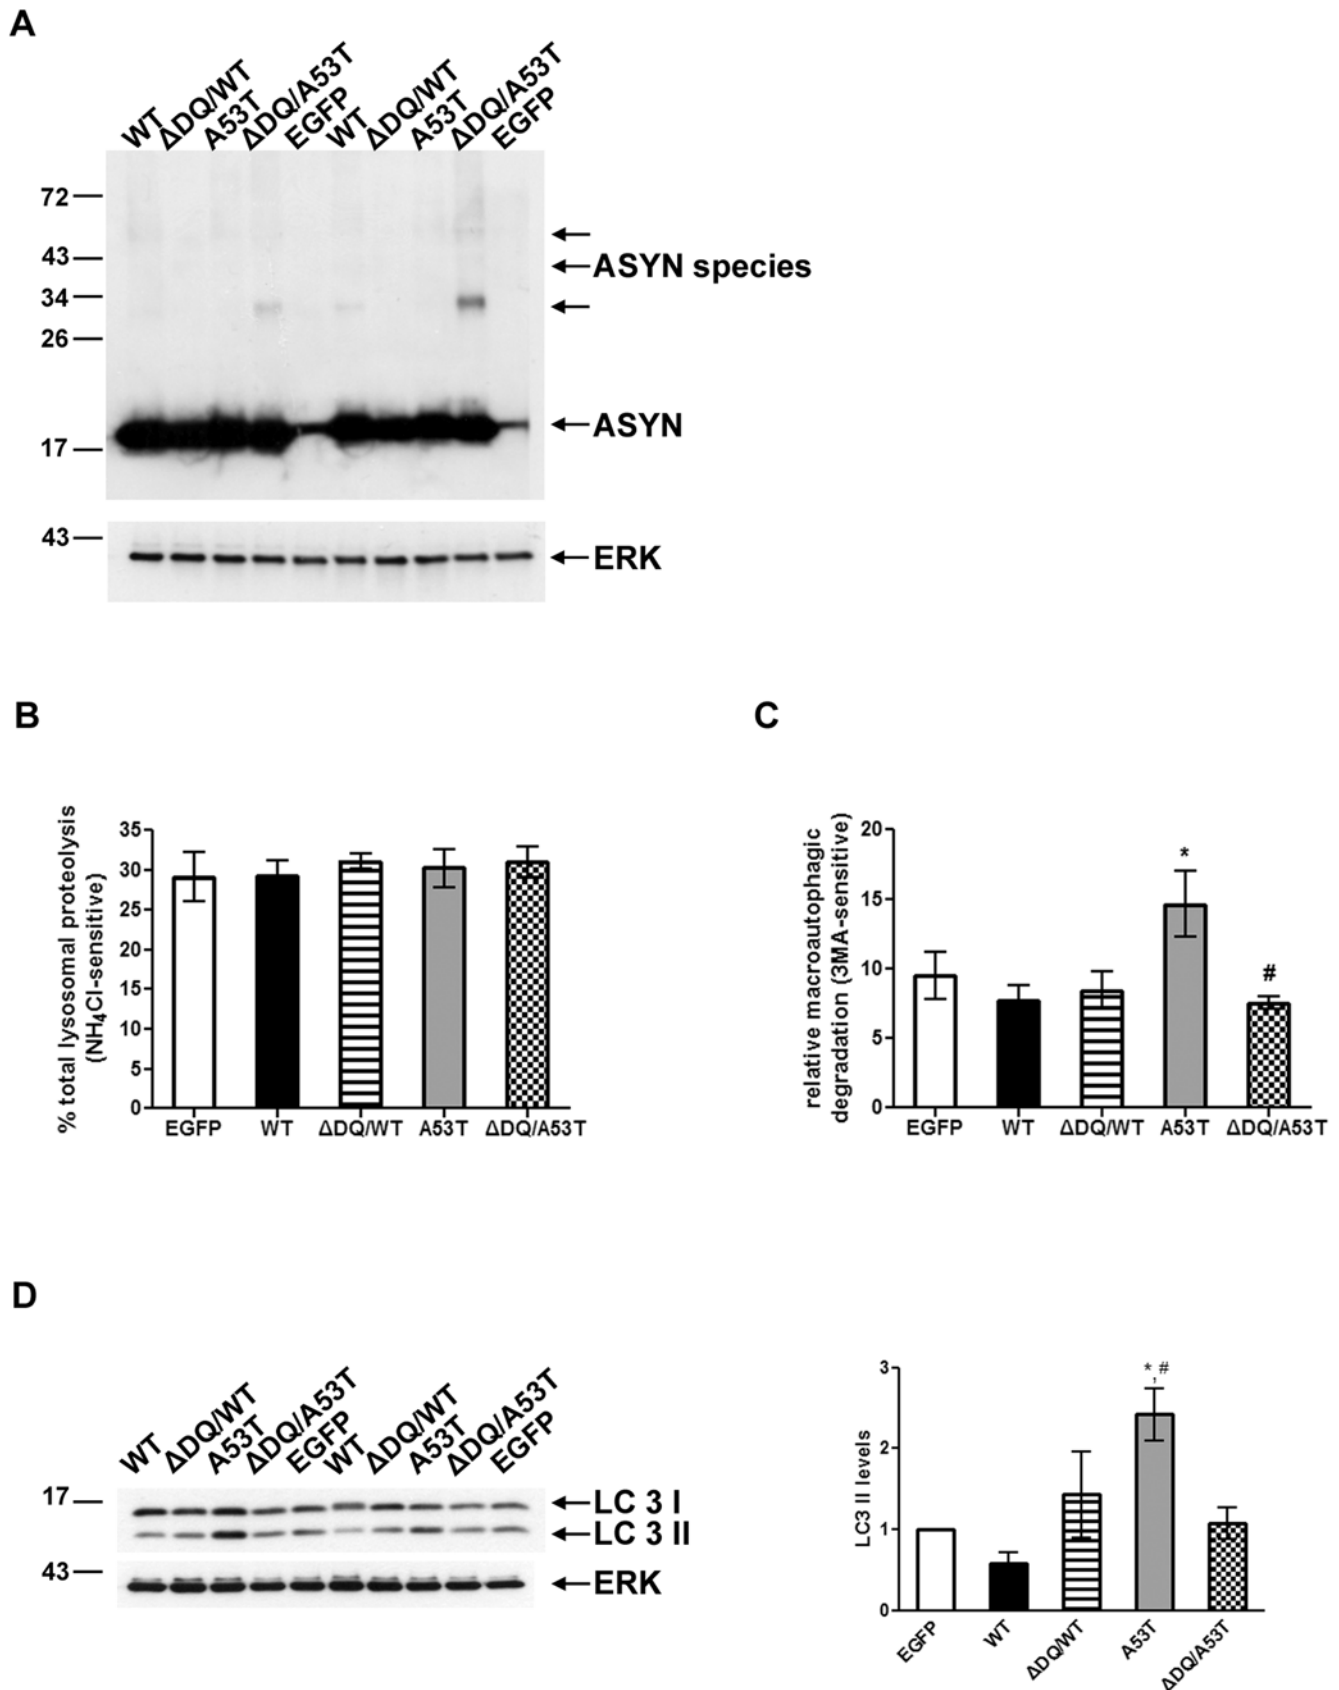 A
WT ΔDQ/WT A53T ΔDQ/A53T EGFP WT ΔDQ/WT A53T ΔDQ/A53T EGFP
72
43
ASYN species
34
26
ASYN
17
43
ERK
B
% total lysosomal proteolysis
(NH₄Cl-sensitive)
35
30
25
20
15
10
5
0
EGFP WT ΔDQ/WT A53T ΔDQ/A53T
C
relative macroautophagic
degradation (3MA-sensitive)
20
15
10
5
0
*
#
EGFP WT ΔDQ/WT A53T ΔDQ/A53T
D
WT ΔDQ/WT A53T ΔDQ/A53T EGFP WT ΔDQ/WT A53T ΔDQ/A53T EGFP
17
LC 3 I
LC 3 II
43
ERK
LC3 II levels
3
2
1
0
*,#
EGFP WT ΔDQ/WT A53T ΔDQ/A53T